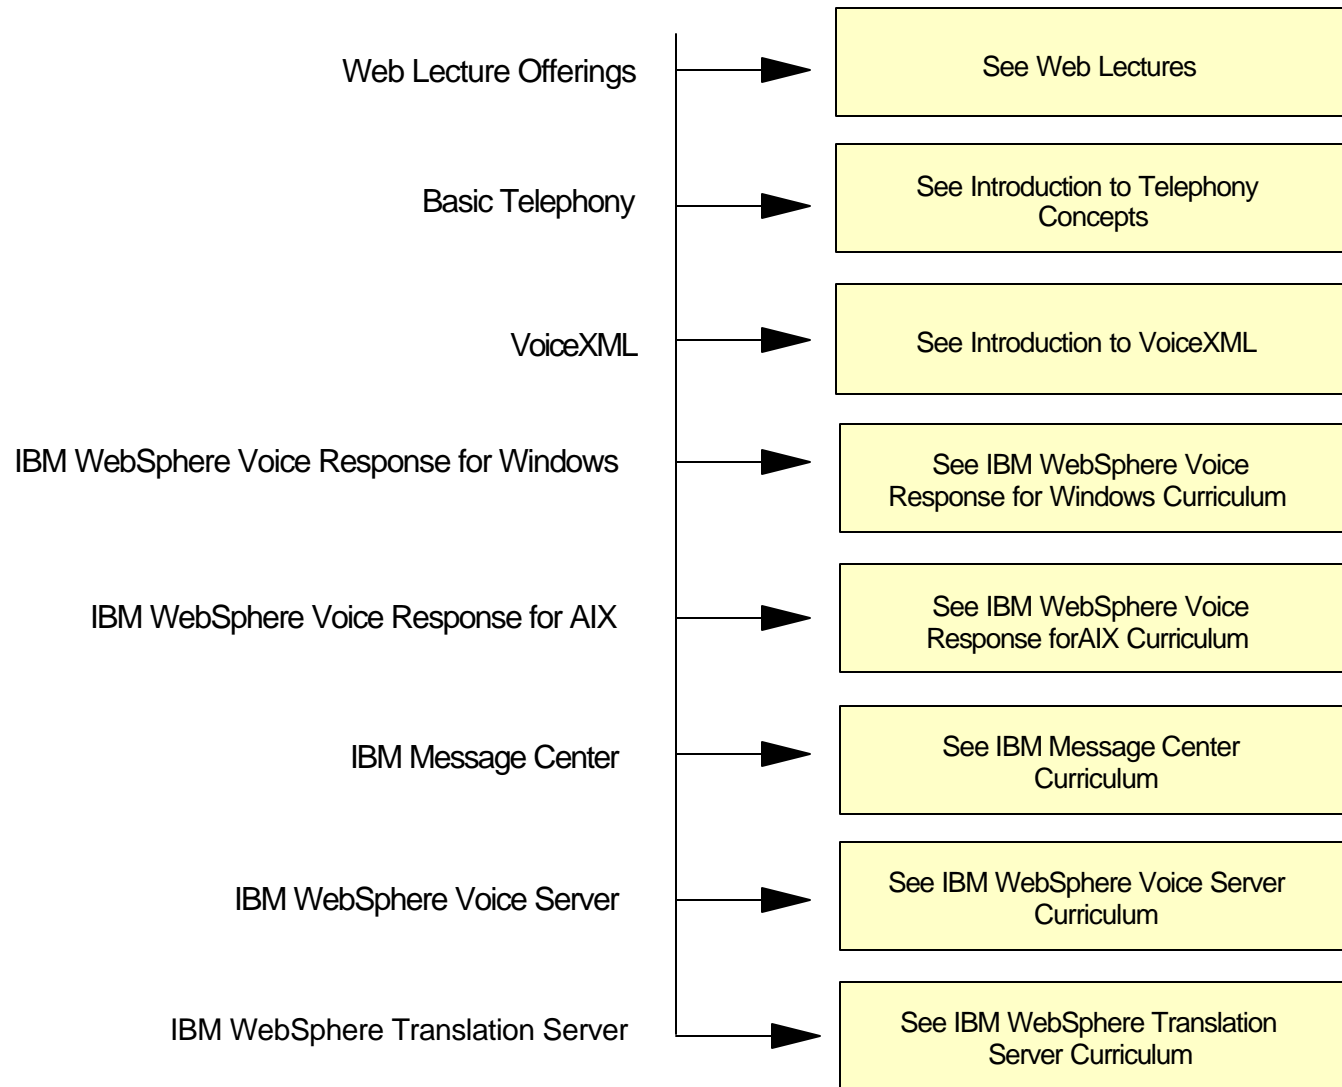 Web Lecture Offerings
See Web Lectures
Basic Telephony
See Introduction to Telephony
Concepts
VoiceXML
See Introduction to VoiceXML
IBM WebSphere Voice Response for Windows
See IBM WebSphere Voice
Response for Windows Curriculum
IBM WebSphere Voice Response for AIX
See IBM WebSphere Voice
Response forAIX Curriculum
IBM Message Center
See IBM Message Center
Curriculum
IBM WebSphere Voice Server
See IBM WebSphere Voice Server
Curriculum
IBM WebSphere Translation Server
See IBM WebSphere Translation
Server Curriculum